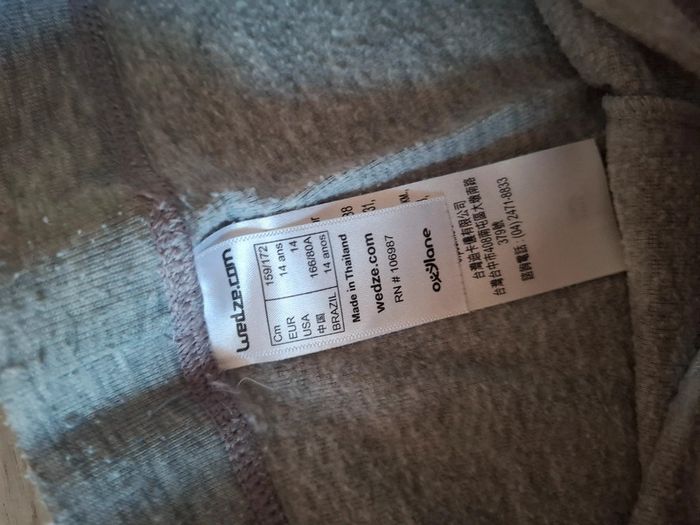 wedze.com
Cm 159/172
EUR 14 ans
USA 14
中国 166/80A
BRAZIL 14 anos
Made in Thailand
wedze.com
RN # 106987
oxylane
38
31,
台灣迪卡儂有限公司
台灣台中市408南屯區大墩南路
379號
諮詢電話 (04) 2471-8833